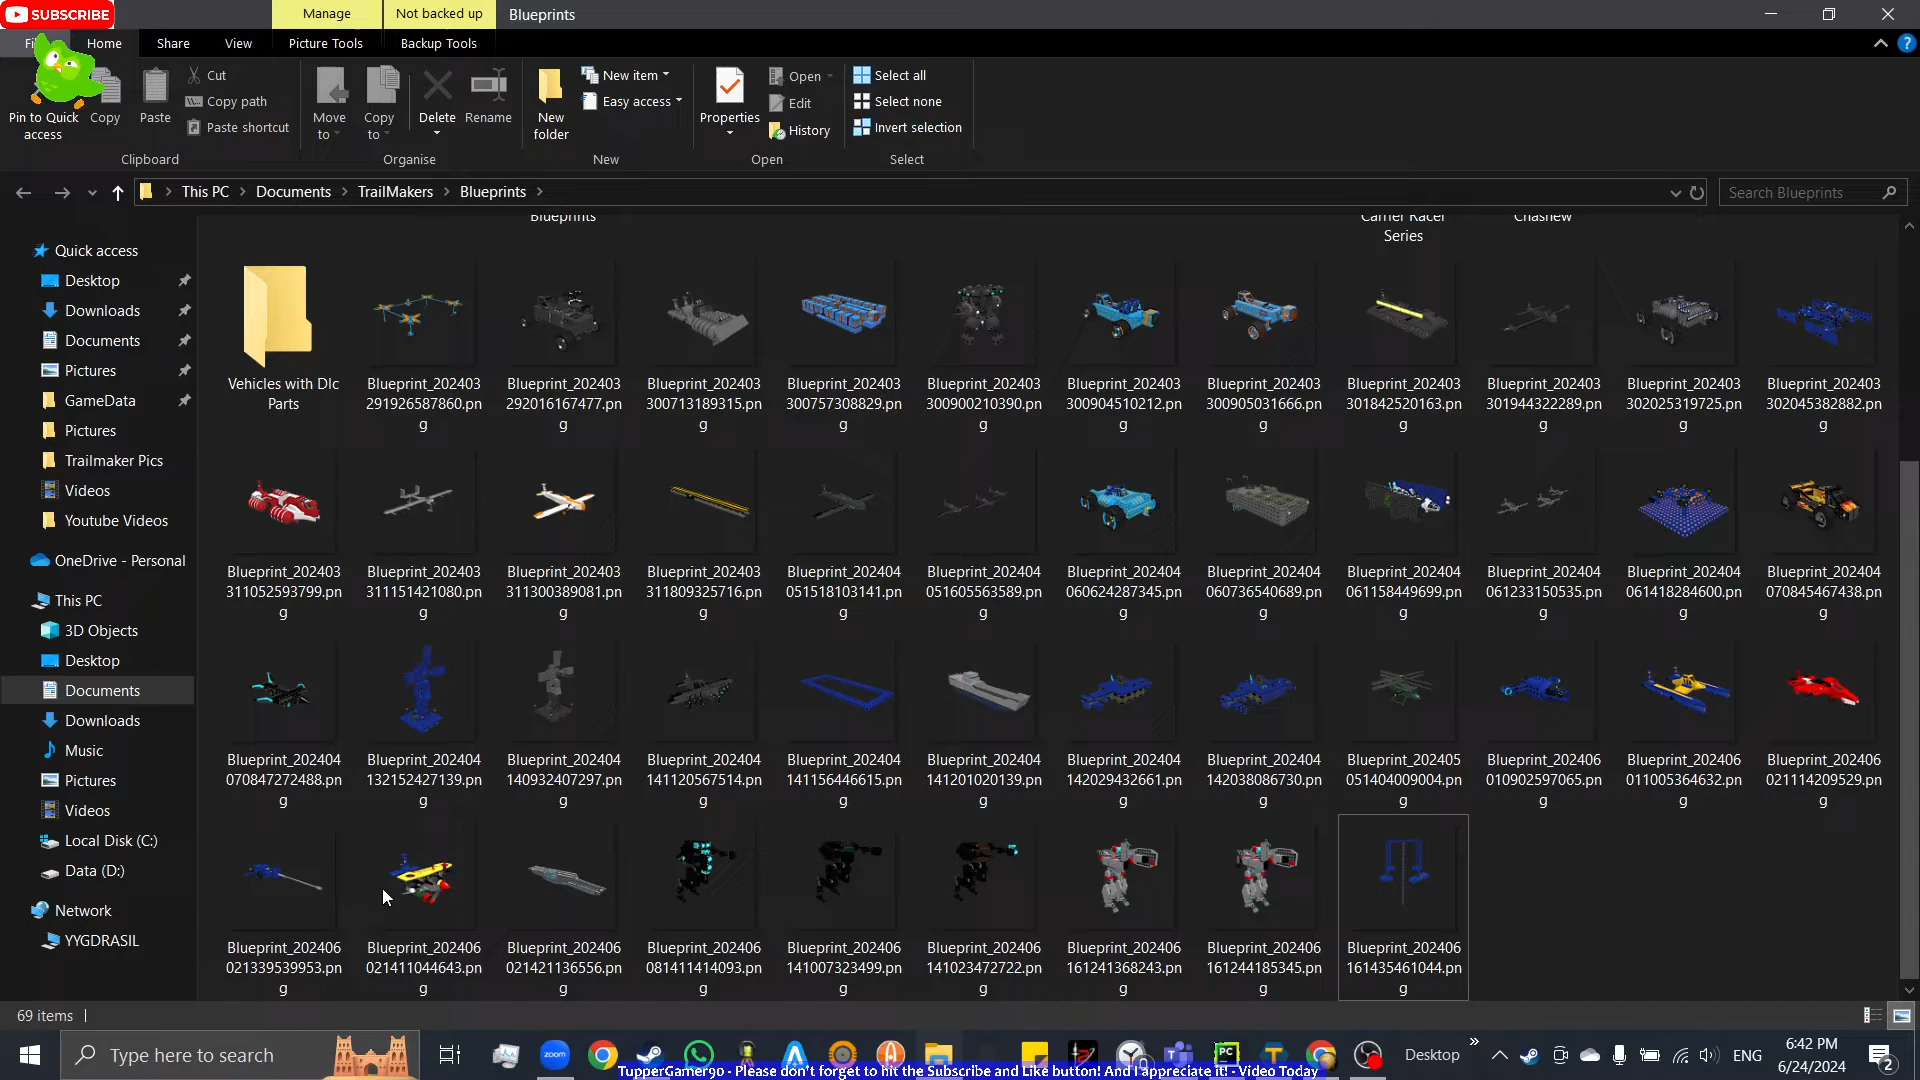 SUBSCRIBE
Manage
Not backed up
Blueprints
Home
Share
View
Picture Tools
Backup Tools
?
Pin to Quick access
Copy
Paste
Cut
Copy path
Paste shortcut
Clipboard
Move to
Copy to
Delete
Rename
Organise
New folder
New item
Easy access
New
Properties
Open
Edit
History
Open
Select all
Select none
Invert selection
Select
This PC > Documents > TrailMakers > Blueprints >
Search Blueprints
Quick access
Desktop
Downloads
Documents
Pictures
GameData
Pictures
Trailmaker Pics
Videos
Youtube Videos
OneDrive - Personal
This PC
3D Objects
Desktop
Documents
Downloads
Music
Pictures
Videos
Local Disk (C:)
Data (D:)
Network
YYGDRASIL
Blueprints
Carrier Racer Series
Chashew
Vehicles with Dlc Parts
Blueprint_202403291926587860.png
Blueprint_202403292016167477.png
Blueprint_202403300713189315.png
Blueprint_202403300757308829.png
Blueprint_202403300900210390.png
Blueprint_202403300904510212.png
Blueprint_202403300905031666.png
Blueprint_202403301842520163.png
Blueprint_202403301944322289.png
Blueprint_202403302025319725.png
Blueprint_202403302045382882.png
Blueprint_202403311052593799.png
Blueprint_202403311151421080.png
Blueprint_202403311300389081.png
Blueprint_202403311809325716.png
Blueprint_202404051518103141.png
Blueprint_202404051605563589.png
Blueprint_202404060624287345.png
Blueprint_202404060736540689.png
Blueprint_202404061158449699.png
Blueprint_202404061233150535.png
Blueprint_202404061418284600.png
Blueprint_202404070845467438.png
Blueprint_202404070847272488.png
Blueprint_202404132152427139.png
Blueprint_202404140932407297.png
Blueprint_202404141120567514.png
Blueprint_202404141156446615.png
Blueprint_202404141201020139.png
Blueprint_202404142029432661.png
Blueprint_202404142038086730.png
Blueprint_202405051404009004.png
Blueprint_202406010902597065.png
Blueprint_202406011005364632.png
Blueprint_202406021114209529.png
Blueprint_202406021339539953.png
Blueprint_202406021411044643.png
Blueprint_202406021421136556.png
Blueprint_202406081411414093.png
Blueprint_202406141007323499.png
Blueprint_202406141023472722.png
Blueprint_202406161241368243.png
Blueprint_202406161244185345.png
Blueprint_202406161435461044.png
69 items
Type here to search
zoom
PC
Desktop
ENG
6:42 PM
6/24/2024
2
TupperGamer90 - Please don't forget to hit the Subscribe and Like button! And I appreciate it! - Video Today